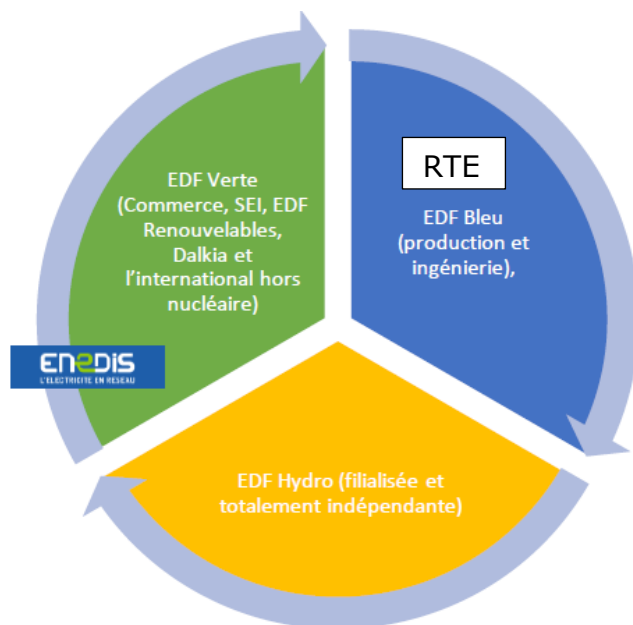 EDF Verte
(Commerce, SEI, EDF
Renouvelables,
Dalkia et
l'international hors
nucléaire)
RTE
EDF Bleu
(production et
ingénierie),
ENEDIS
L'ELECTRICITE EN RESEAU
EDF Hydro (filialisée et
totalement indépendante)